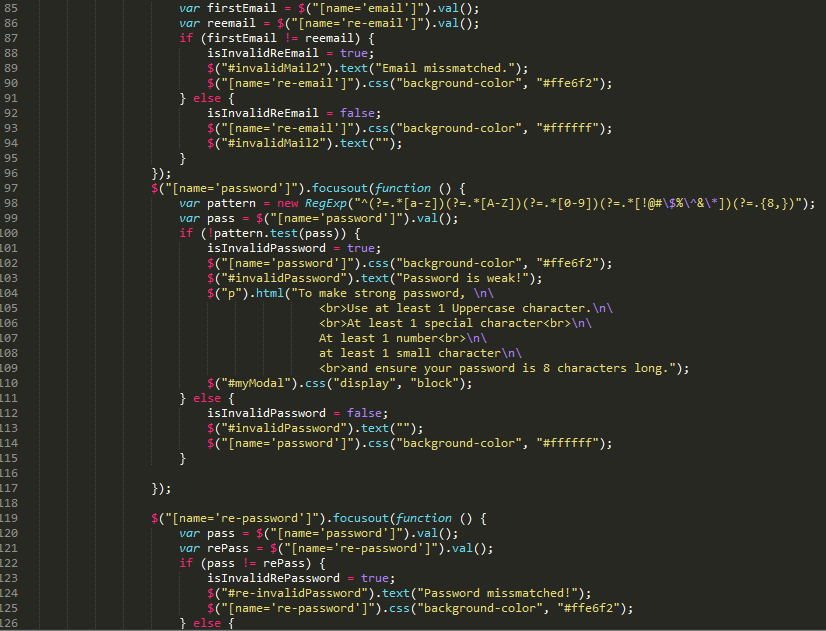 85 var firstEmail = $("[name='email']").val();
86 var reemail = $("[name='re-email']").val();
87 if (firstEmail != reemail) {
88 isInvalidReEmail = true;
89 $("#invalidMail2").text("Email missmatched.");
90 $("[name='re-email']").css("background-color", "#ffe6f2");
91 } else {
92 isInvalidReEmail = false;
93 $("[name='re-email']").css("background-color", "#ffffff");
94 $("#invalidMail2").text("");
95 }
96 });
97 $("[name='password']").focusout(function () {
98 var pattern = new RegExp("^(?=.*[a-z])(?=.*[A-Z])(?=.*[0-9])(?=.*[!@#\$%\^&\*])(?=.{8,})");
99 var pass = $("[name='password']").val();
100 if (!pattern.test(pass)) {
101 isInvalidPassword = true;
102 $("[name='password']").css("background-color", "#ffe6f2");
103 $("#invalidPassword").text("Password is weak!");
104 $("p").html("To make strong password, \n\
105 <br>Use at least 1 Uppercase character.\n\
106 <br>At least 1 special character<br>\n\
107 At least 1 number<br>\n\
108 at least 1 small character\n\
109 <br>and ensure your password is 8 characters long.");
110 $("#myModal").css("display", "block");
111 } else {
112 isInvalidPassword = false;
113 $("#invalidPassword").text("");
114 $("[name='password']").css("background-color", "#ffffff");
115 }
116
117 });
118
119 $("[name='re-password']").focusout(function () {
120 var pass = $("[name='password']").val();
121 var rePass = $("[name='re-password']").val();
122 if (pass != rePass) {
123 isInvalidRePassword = true;
124 $("#re-invalidPassword").text("Password missmatched!");
125 $("[name='re-password']").css("background-color", "#ffe6f2");
126 } else {